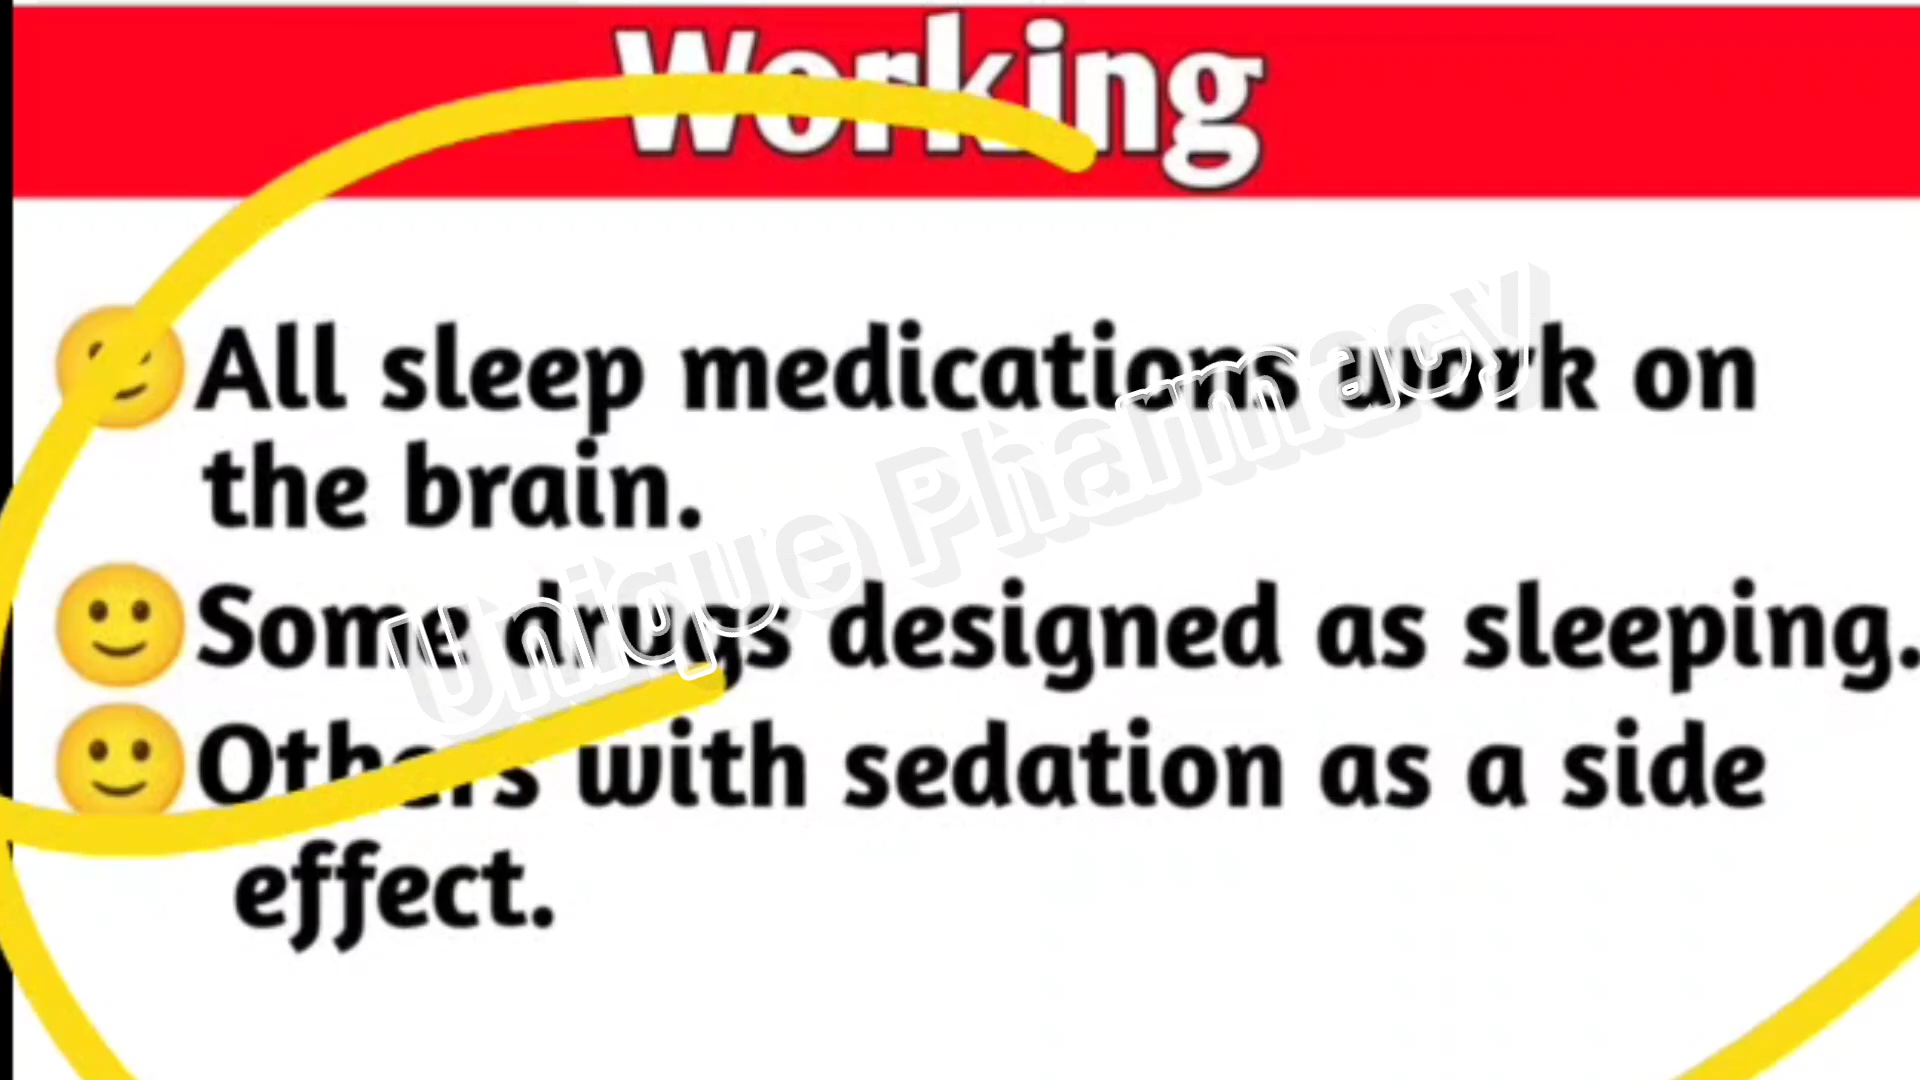 Working
All sleep medications work on
the brain.
Some drugs designed as sleeping.
Others with sedation as a side
effect.
Unique Pharmacy